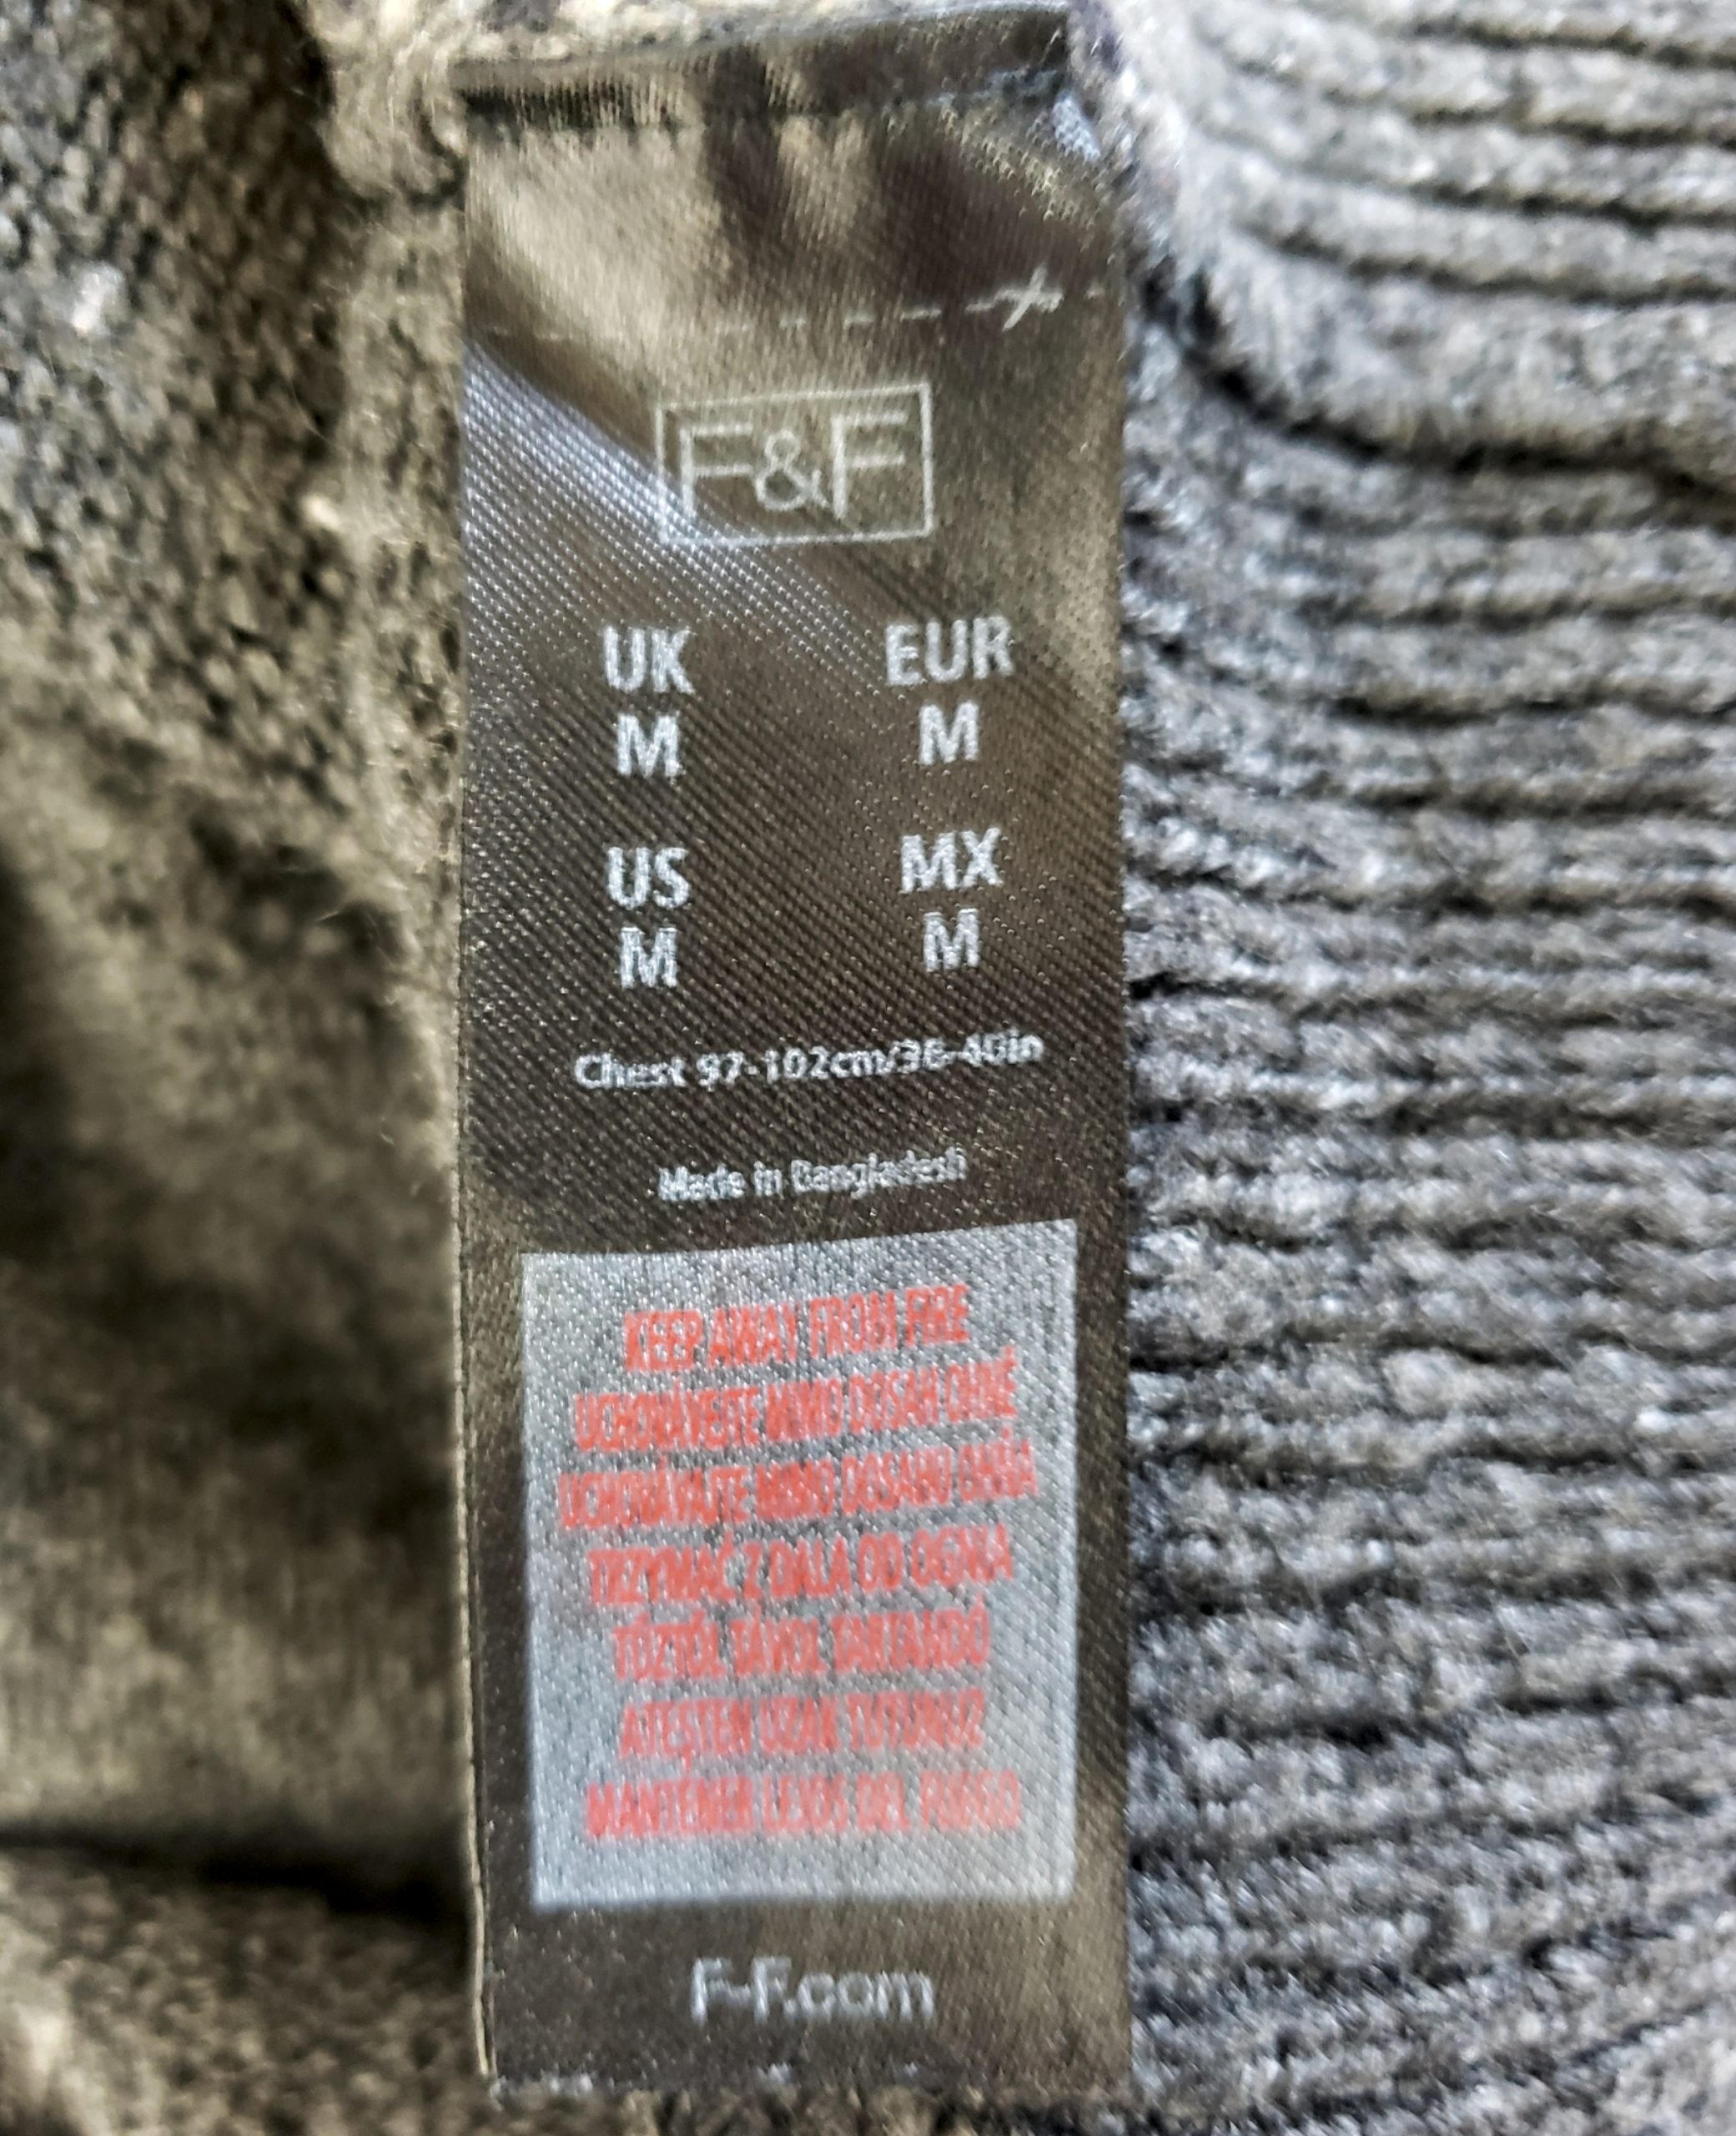 F&F
UK EUR
M M
US MX
M M
Chest 97-102cm/38-40in
Made in Bangladesh
KEEP AWAY FROM FIRE
UCHOVÁVEJTE MIMO DOSAH OHNĚ
UCHOVÁVAJTE MIMO DOSAHU OHŇA
TRZYMAĆ Z DALA OD OGNIA
TŰZTŐL TÁVOL TARTANDÓ
ATEŞTEN UZAK TUTUNUZ
MANTENER LEJOS DEL FUEGO
F-F.com